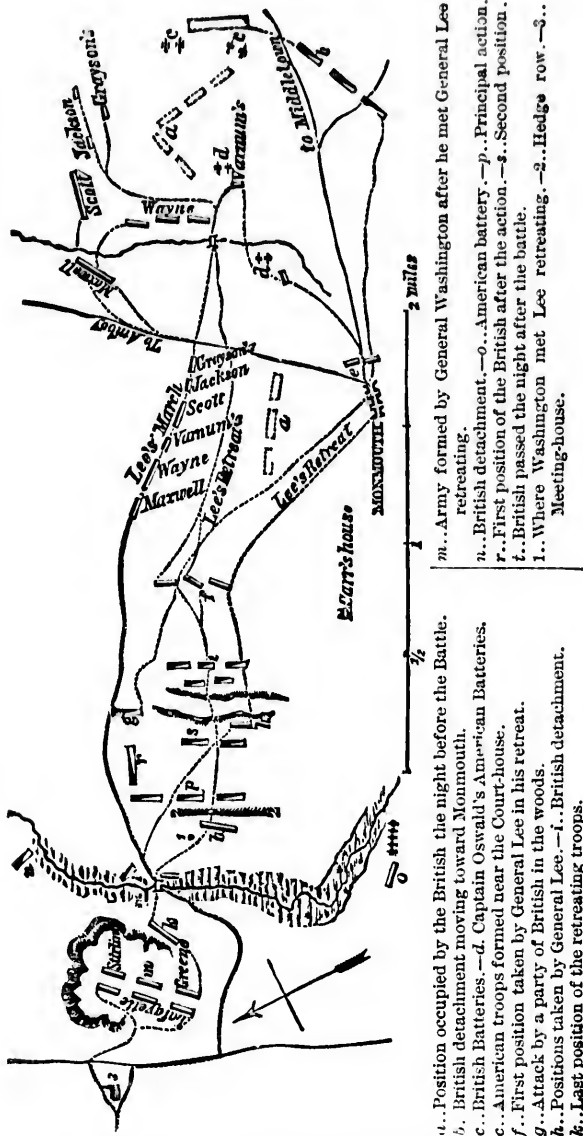 c
Grayson's
Jackson
Scott
Maxwell
Wayne
a
d
Varnum's
c
b
to Middletown
To Amboy
d
e
Lee's March
Grayson's
Jackson
Scott
Varnum's
Wayne
Maxwell
Lee's Retreats
a
Lee's Retreat
MONMOUTH
f
Carr's house
g
i
h
r
s
p
1.
b
n
Stirling
m
Lafayette
Greene
k
3
o
1/2
1
2 miles
a..Position occupied by the British the night before the Battle.
b, British detachment moving toward Monmouth.
c..British Batteries.—d. Captain Oswald's American Batteries.
e..American troops formed near the Court-house.
f..First position taken by General Lee in his retreat.
g..Attack by a party of British in the woods.
h..Positions taken by General Lee.—i..British detachment.
k..Last position of the retreating troops.
m..Army formed by General Washington after he met General Lee
retreating.
n..British detachment.—o..American battery.—p..Principal action.
r..First position of the British after the action.—s..Second position.
t..British passed the night after the battle.
1..Where Washington met Lee retreating.—2..Hedge row.—3..
Meeting-house.